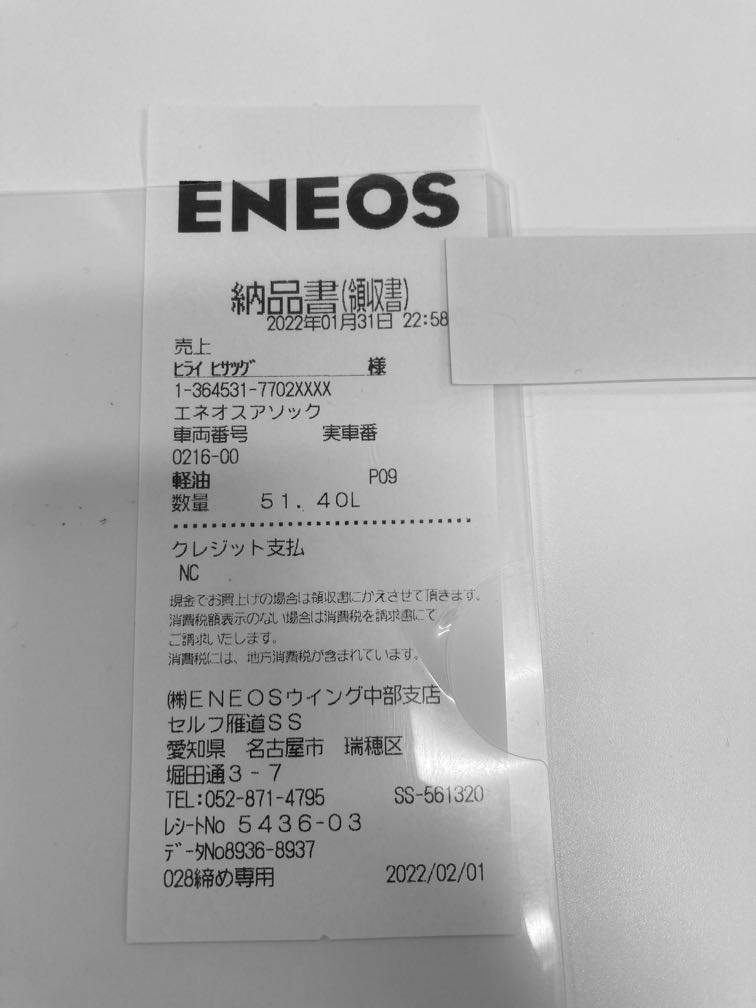 ENEOS
納品書(領収書)
2022年01月31日 22:58
売上
ﾋﾗｲ ﾋｻﾂｸﾞ 様
1-364531-7702XXXX
エネオスアソック
車両番号 実車番
0216-00
軽油 P09
数量 51.40L
クレジット支払
NC
現金でお買上げの場合は領収書にかえさせて頂きます。
消費税額表示のない場合は消費税を請求書にて
ご請求いたします。
消費税には、地方消費税が含まれています。
㈱ENEOSウイング中部支店
セルフ雁道SS
愛知県 名古屋市 瑞穂区
堀田通3-7
TEL:052-871-4795 SS-561320
ﾚｼｰﾄNo 5436-03
ﾃﾞｰﾀNo8936-8937
028締め専用 2022/02/01